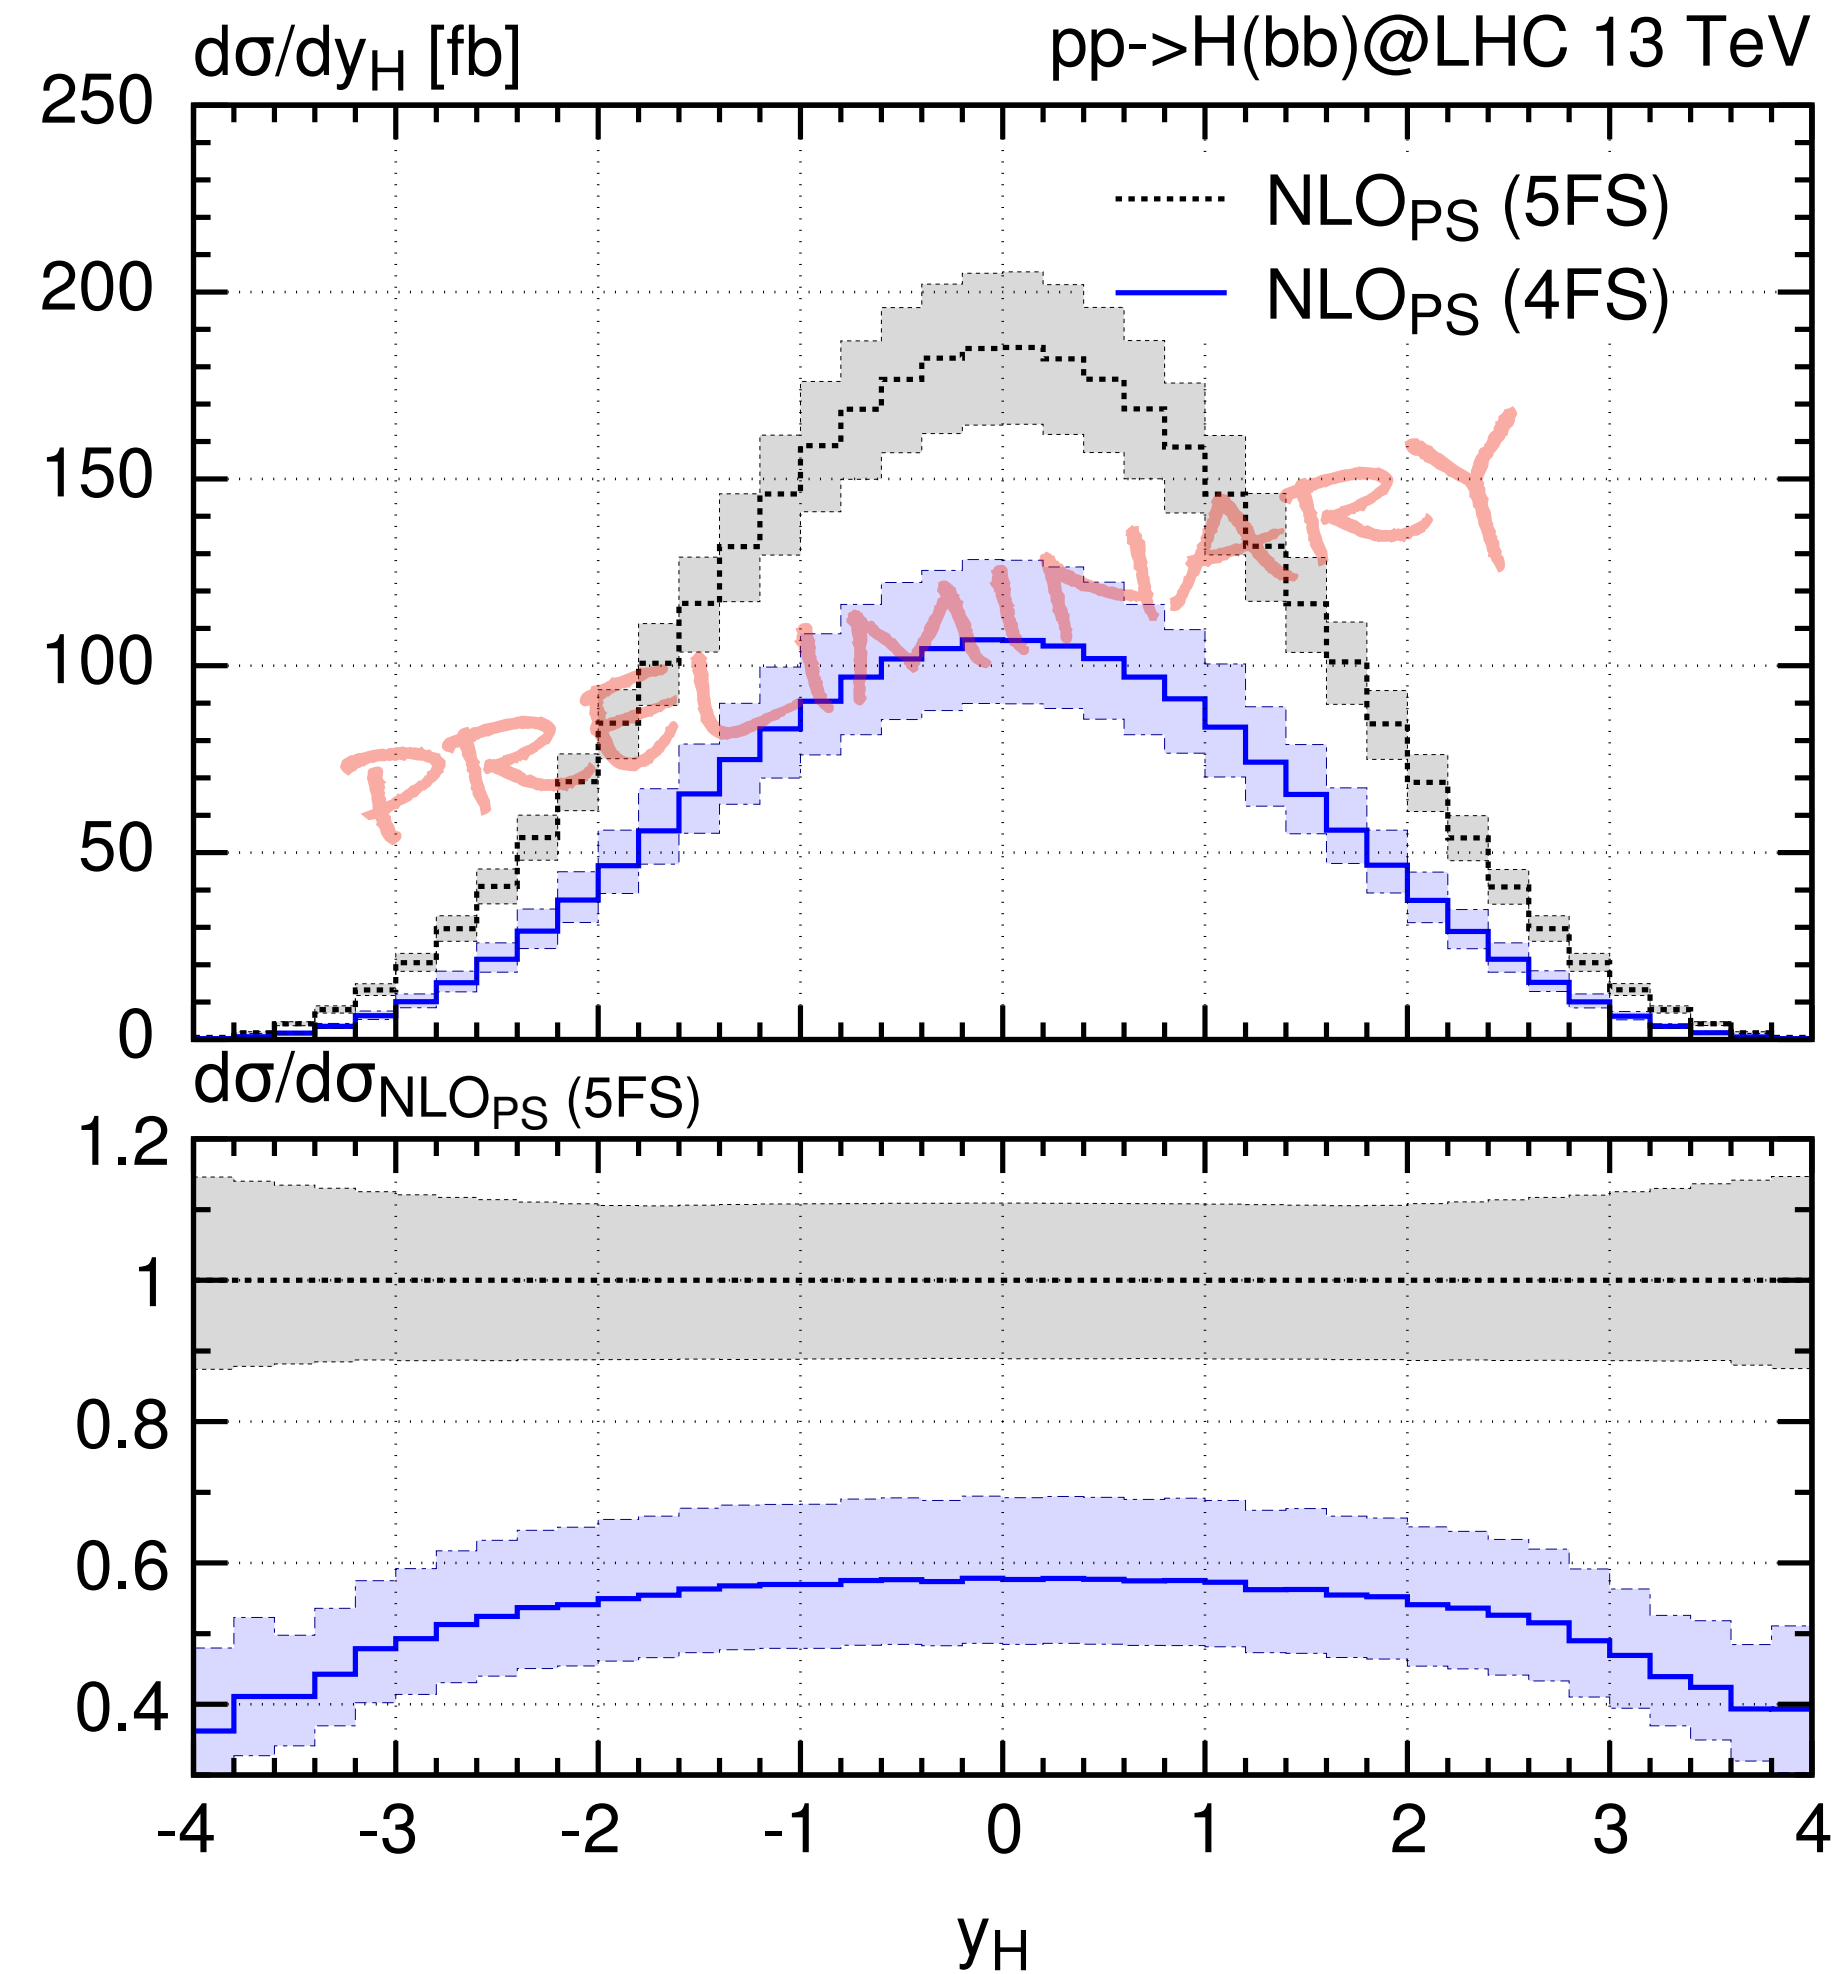 dσ/dy_H [fb] pp->H(bb)@LHC 13 TeV
250
NLO_PS (5FS)
200
NLO_PS (4FS)
150
PRELIMINARY
100
50
0
dσ/dσ_NLO_PS (5FS)
1.2
1
0.8
0.6
0.4
-4 -3 -2 -1 0 1 2 3 4
y_H